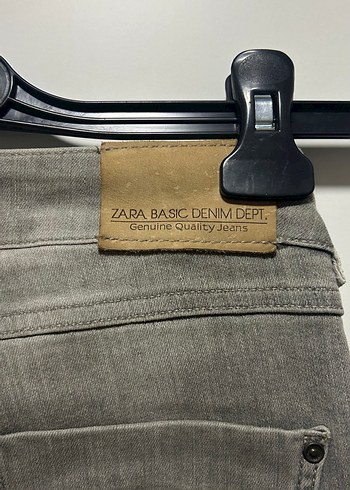 ZARA BASIC DENIM DEPT.
Genuine Quality Jeans